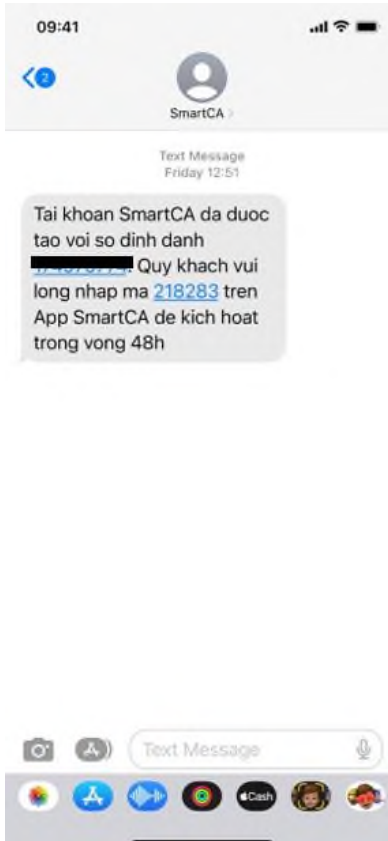 09:41
2
SmartCA
Text Message
Friday 12:51
Tai khoan SmartCA da duoc
tao voi so dinh danh
. Quy khach vui
long nhap ma 218283 tren
App SmartCA de kich hoat
trong vong 48h
Text Message
Cash